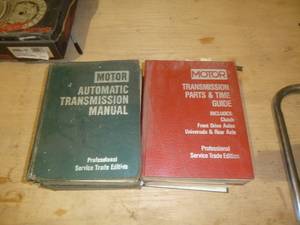 MOTOR
AUTOMATIC
TRANSMISSION
MANUAL
Professional
Service Trade Edition
MOTOR
TRANSMISSION
PARTS & TIME
GUIDE
INCLUDES:
Clutch
Front Drive Axles
Universals & Rear Axle
Professional
Service Trade Edition